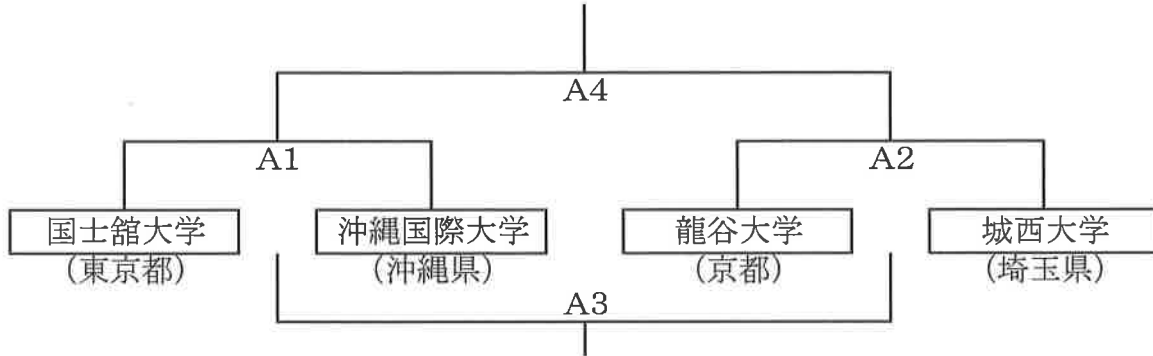 A4
A1
A2
国士舘大学
沖縄国際大学
龍谷大学
城西大学
(東京都)
(沖縄県)
(京都)
(埼玉県)
A3